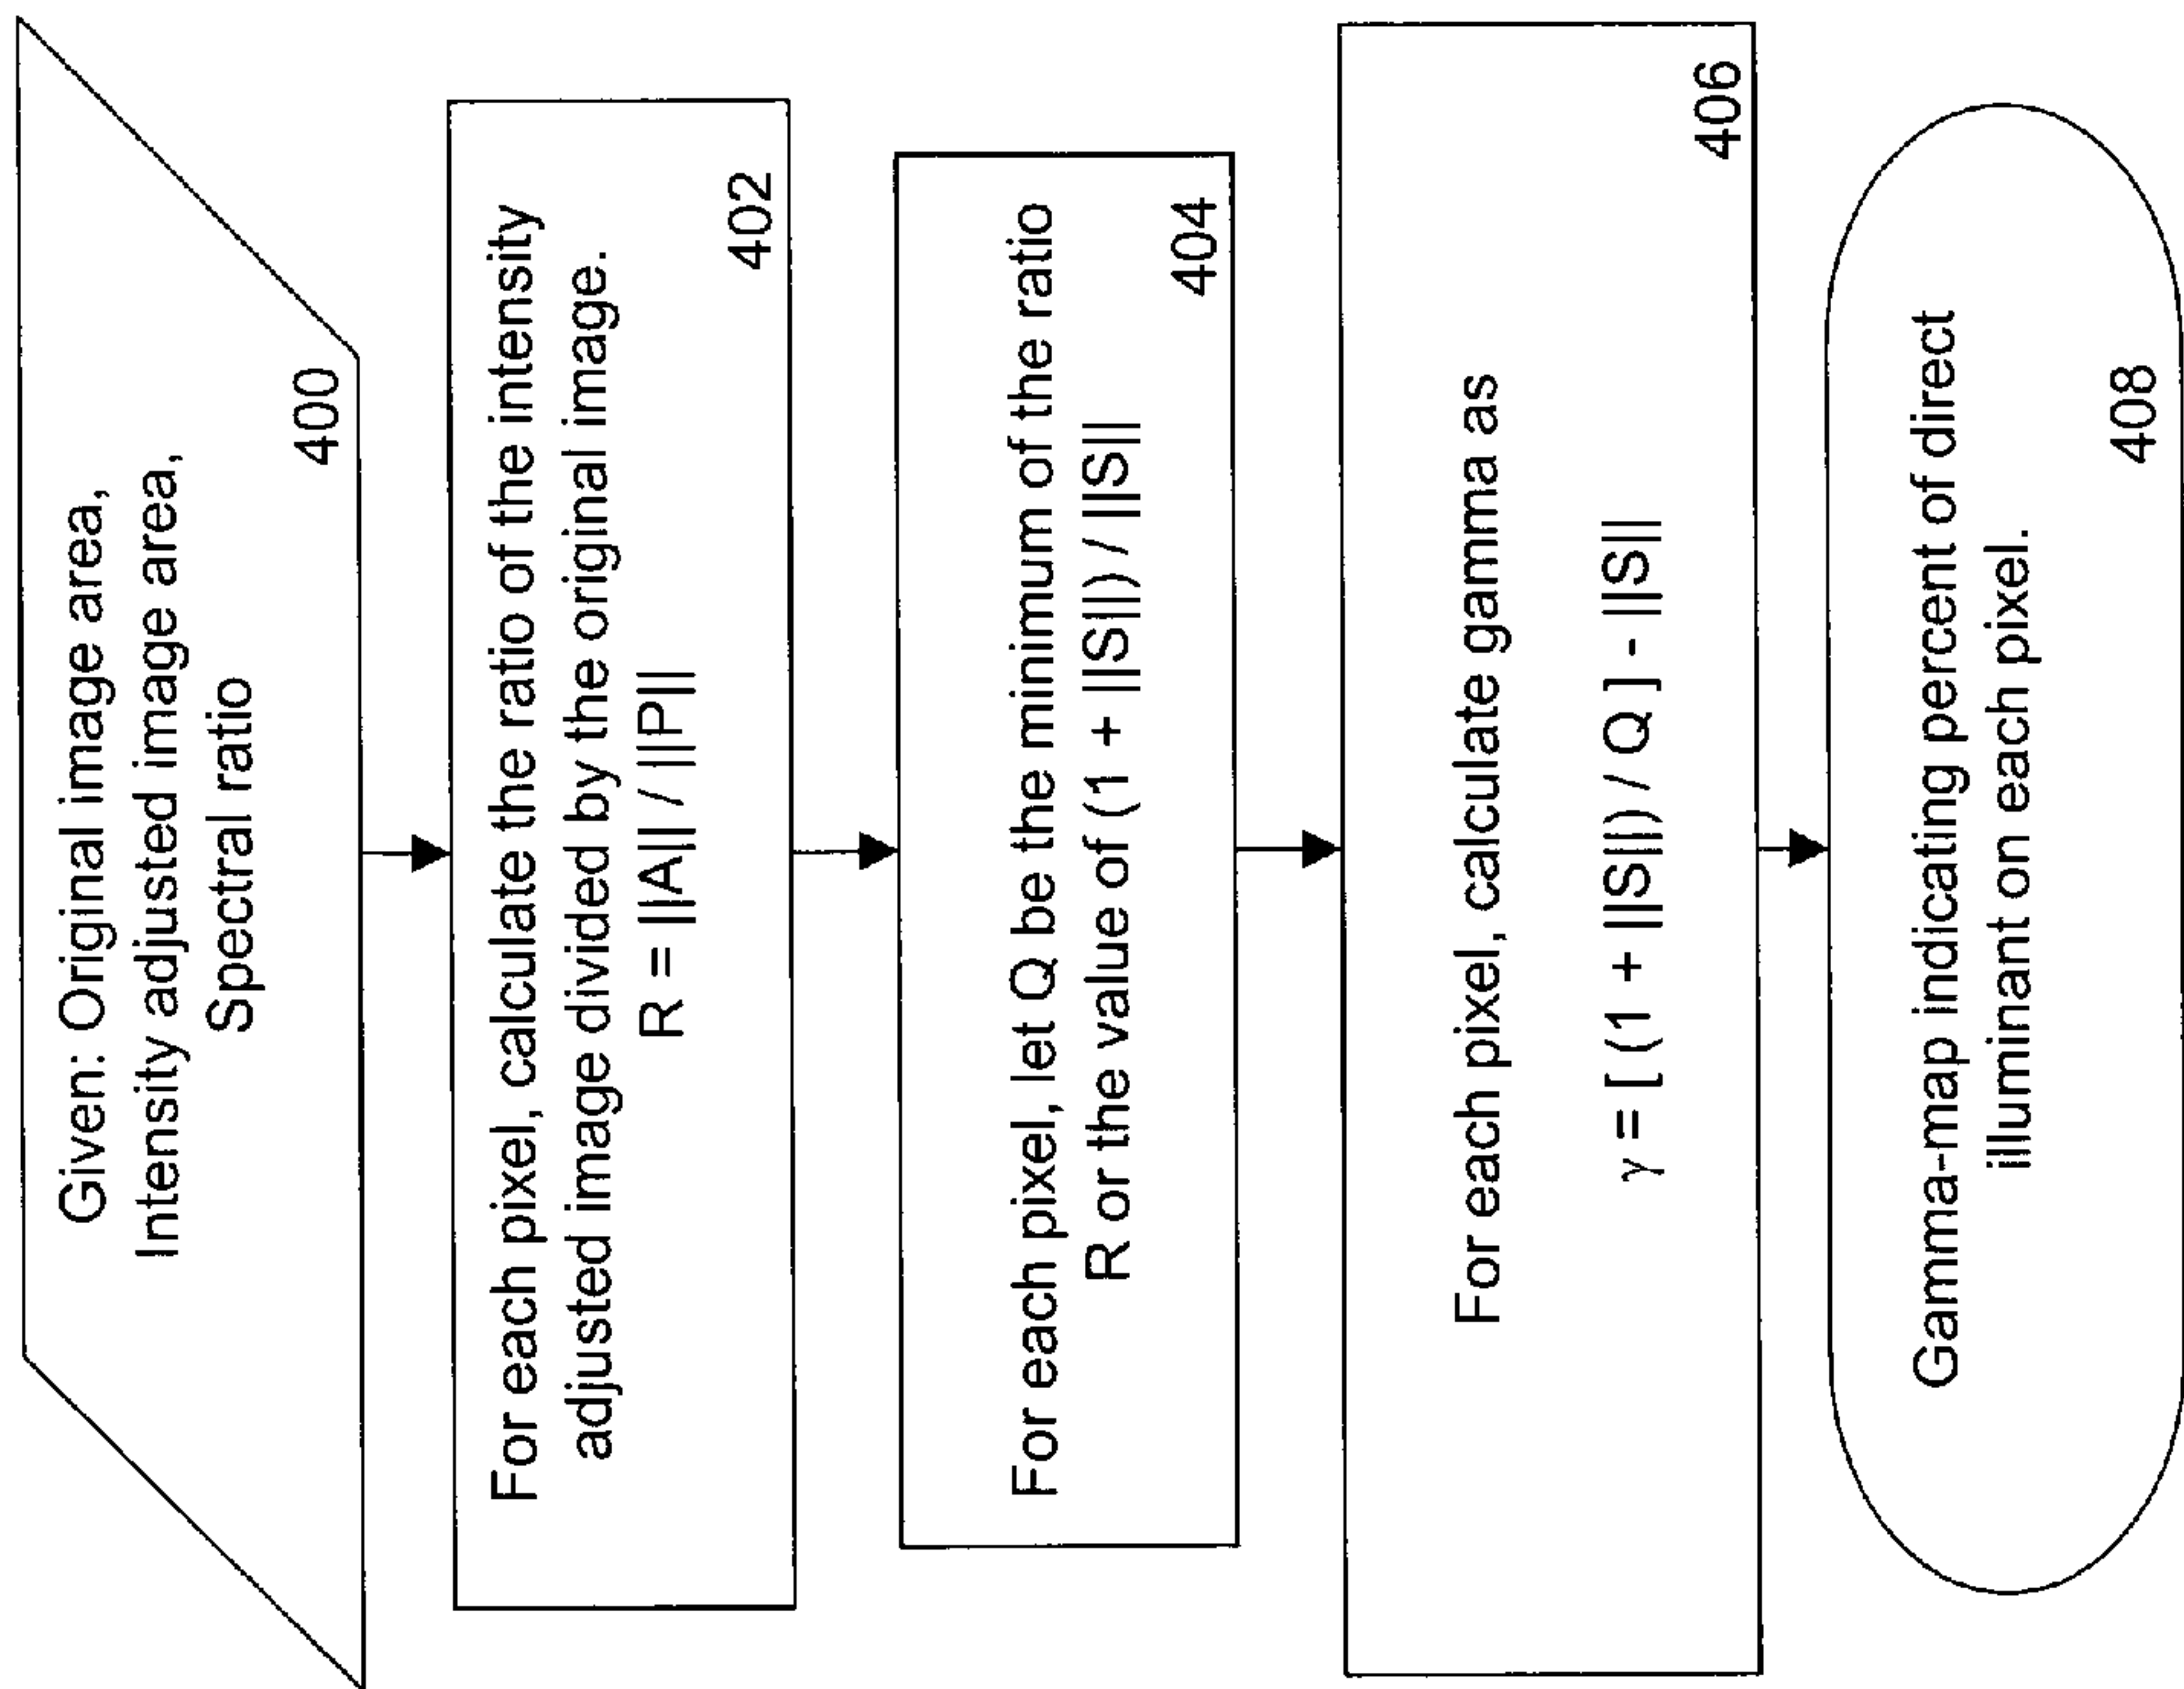 Given: Original image area,
Intensity adjusted image area,
Spectral ratio
400
For each pixel, calculate the ratio of the intensity
adjusted image divided by the original image.
R = ||A|| / ||P||
402
For each pixel, let Q be the minimum of the ratio
R or the value of (1 + ||S||) / ||S||
404
For each pixel, calculate gamma as
γ = [ (1 + ||S||) / Q ] - ||S||
406
Gamma-map indicating percent of direct
illuminant on each pixel.
408